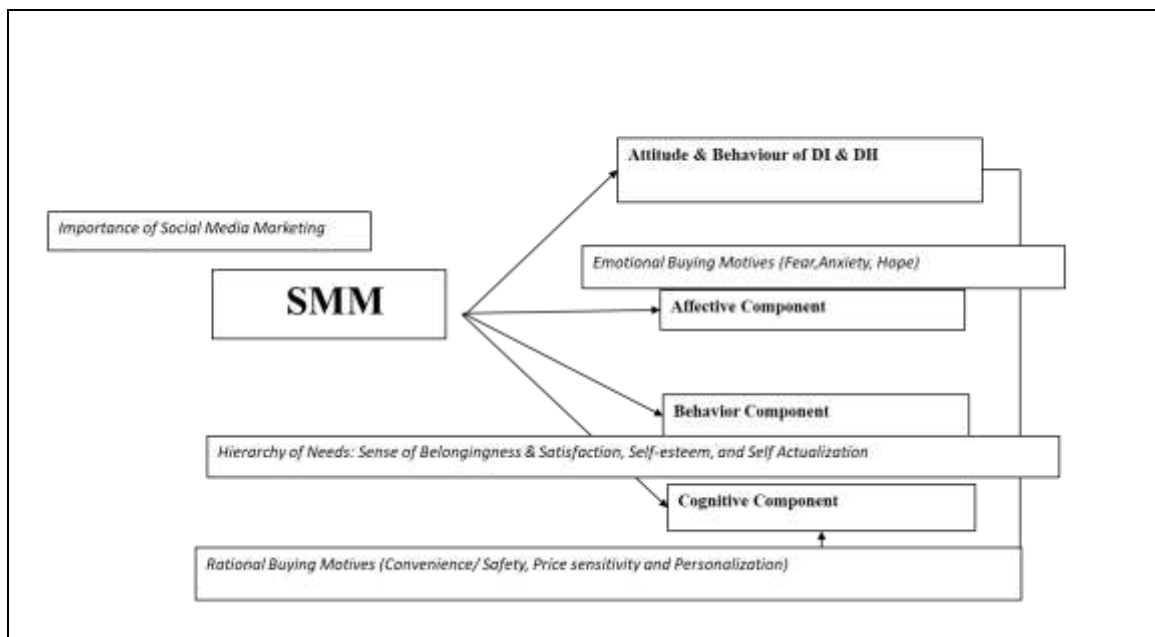 Attitude & Behaviour of DI & DH
Importance of Social Media Marketing
Emotional Buying Motives (Fear,Anxiety, Hope)
SMM
Affective Component
Behavior Component
Hierarchy of Needs: Sense of Belongingness & Satisfaction, Self-esteem, and Self Actualization
Cognitive Component
Rational Buying Motives (Convenience/ Safety, Price sensitivity and Personalization)